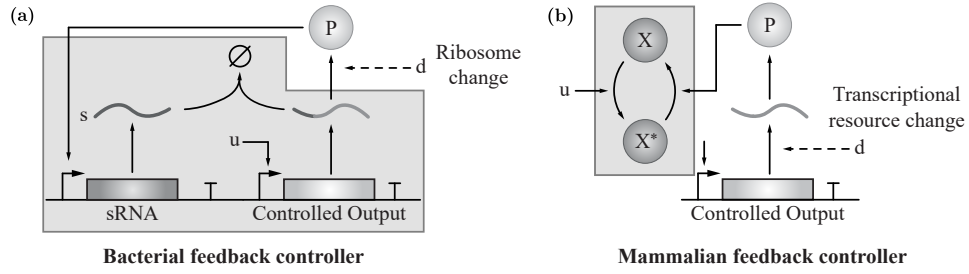 (a)
P
Ribosome
change
d
s
u
sRNA
Controlled Output
Bacterial feedback controller
(b)
X
P
u
X*
Transcriptional
resource change
d
Controlled Output
Mammalian feedback controller